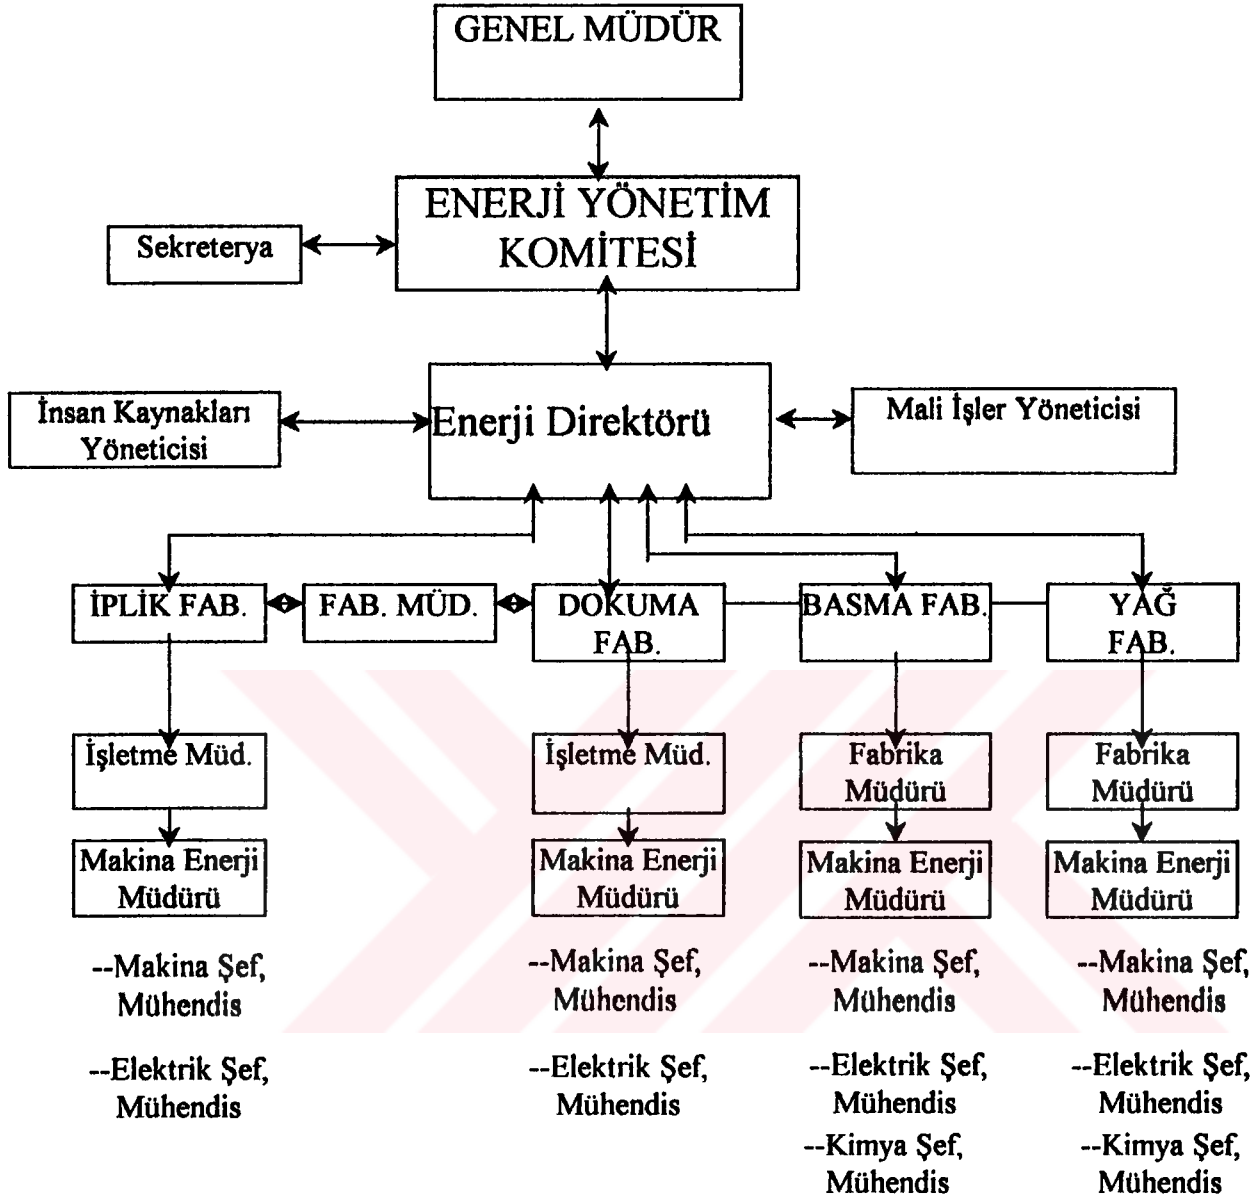 GENEL MÜDÜR
ENERJİ YÖNETİM
KOMİTESİ
Sekreterya
İnsan Kaynakları
Yöneticisi
Enerji Direktörü
Mali İşler Yöneticisi
İPLİK FAB.
FAB. MÜD.
DOKUMA
FAB.
BASMA FAB.
YAĞ
FAB.
İşletme Müd.
İşletme Müd.
Fabrika
Müdürü
Fabrika
Müdürü
Makina Enerji
Müdürü
Makina Enerji
Müdürü
Makina Enerji
Müdürü
Makina Enerji
Müdürü
--Makina Şef,
Mühendis
--Elektrik Şef,
Mühendis
--Makina Şef,
Mühendis
--Elektrik Şef,
Mühendis
--Makina Şef,
Mühendis
--Elektrik Şef,
Mühendis
--Kimya Şef,
Mühendis
--Makina Şef,
Mühendis
--Elektrik Şef,
Mühendis
--Kimya Şef,
Mühendis